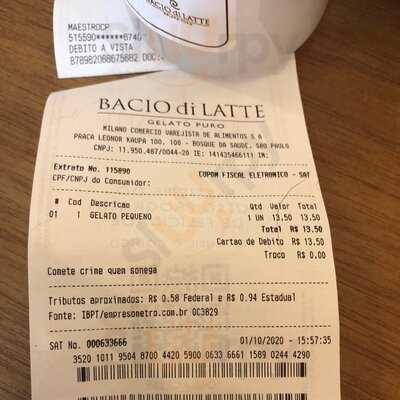 MAESTROCP
515590******6740
DEBITO A VISTA
BACIO di LATTE
BACIO di LATTE
GELATO PURO
MILANO COMERCIO VAREJISTA DE ALIMENTOS S A
PRACA LEONOR KAUPA 100, 100 - BOSQUE DA SAUDE, SAO PAULO
CNPJ: 11.950.487/0044-20 IE: 141435466111 IM:
Extrato No. 115890 CUPOM FISCAL ELETRONICO - SAT
CPF/CNPJ do Consumidor:
# Cod Descricao Qtd Valor Total
01 1 GELATO PEQUENO 1 UN 13,50 13,50
Total R$ 13,50
Cartao de Debito R$ 13,50
Troco R$ 0,00
Comete crime quem sonega
Tributos aproximados: R$ 0.58 Federal e R$ 0.94 Estadual
Fonte: IBPT/empresometro.com.br 0C3829
SAT No. 000633666 01/10/2020 - 15:57:35
3520 1011 9504 8700 4420 5900 0633 6661 1589 0244 4290